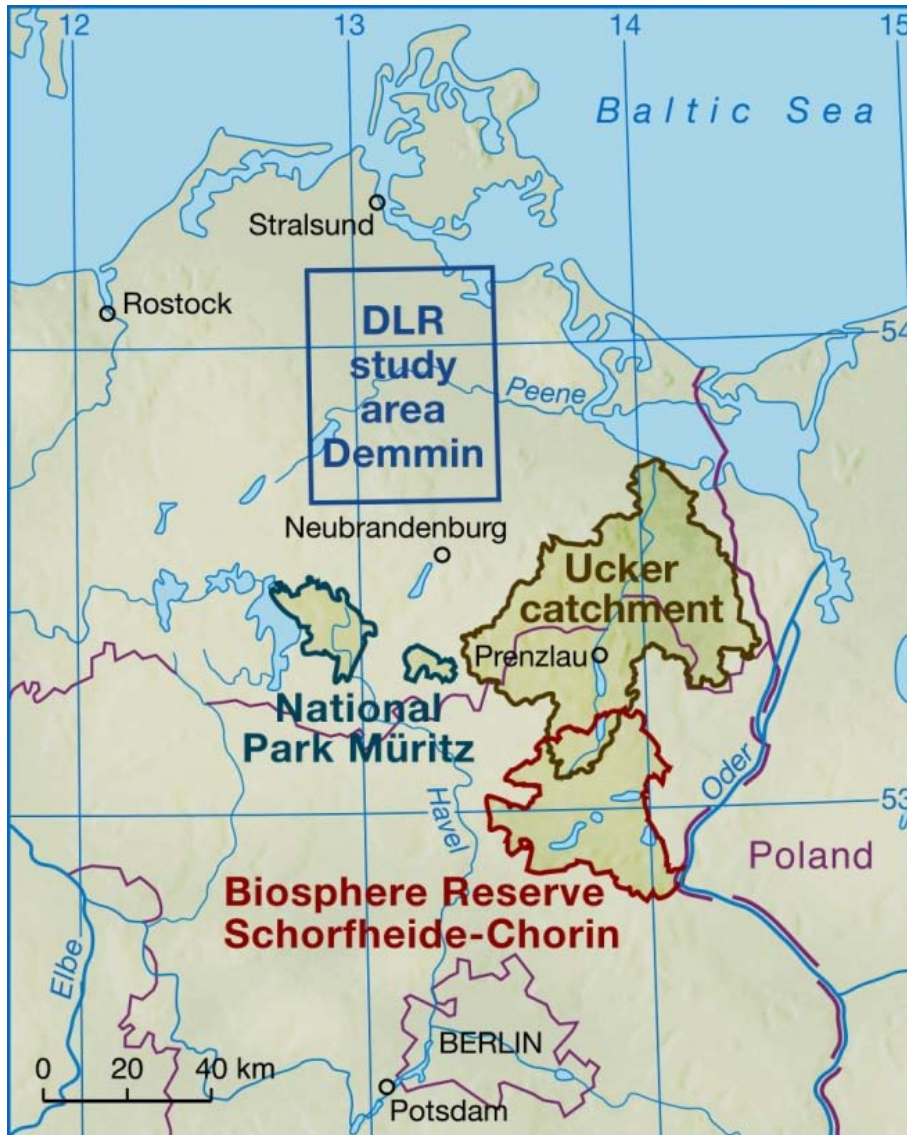 12
13
14
15
Baltic Sea
Stralsund
Rostock
DLR
study
area
Demmin
54
Peene
Neubrandenburg
Ucker
catchment
Prenzlau
National
Park Müritz
Oder
53
Havel
Poland
Biosphere Reserve
Schorfheide-Chorin
Elbe
BERLIN
0 20 40 km
Potsdam